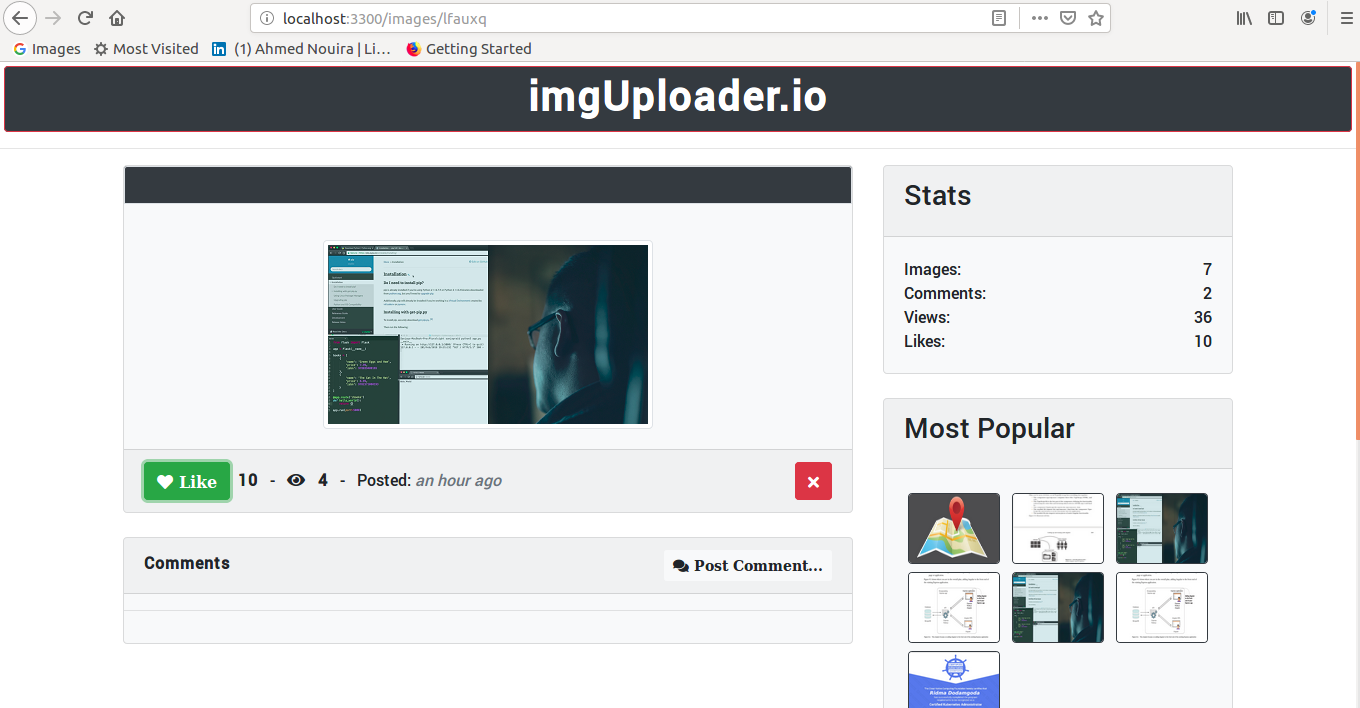 localhost:3300/images/lfauxq
Images Most Visited (1) Ahmed Nouira | Li... Getting Started
imgUploader.io
Installation
Do I need to install pip?
Installing with get-pip.py
Like 10 - 4 - Posted: an hour ago
Comments
Post Comment...
Stats
Images: 7
Comments: 2
Views: 36
Likes: 10
Most Popular
Ridma Dodamgoda
Certified Kubernetes Administrator